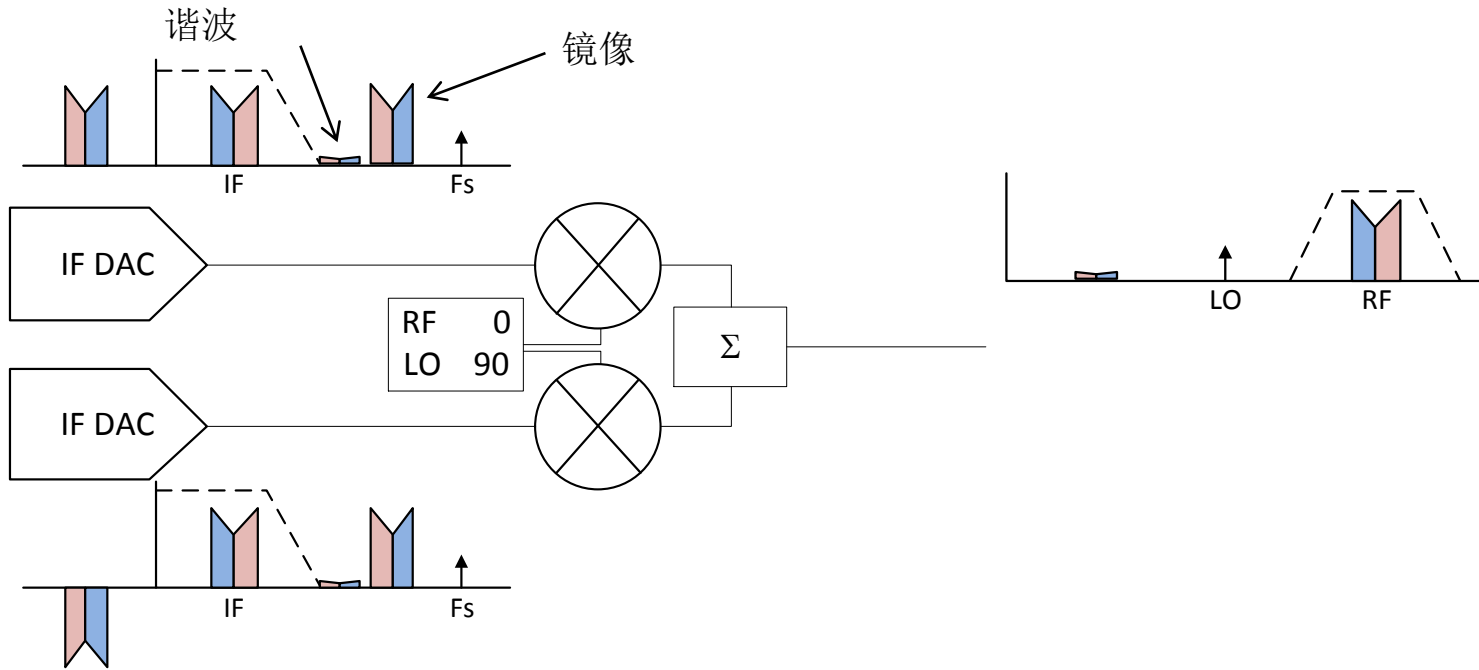 谐波
镜像
IF
Fs
IF DAC
RF 0
LO 90
Σ
LO
RF
IF DAC
IF
Fs